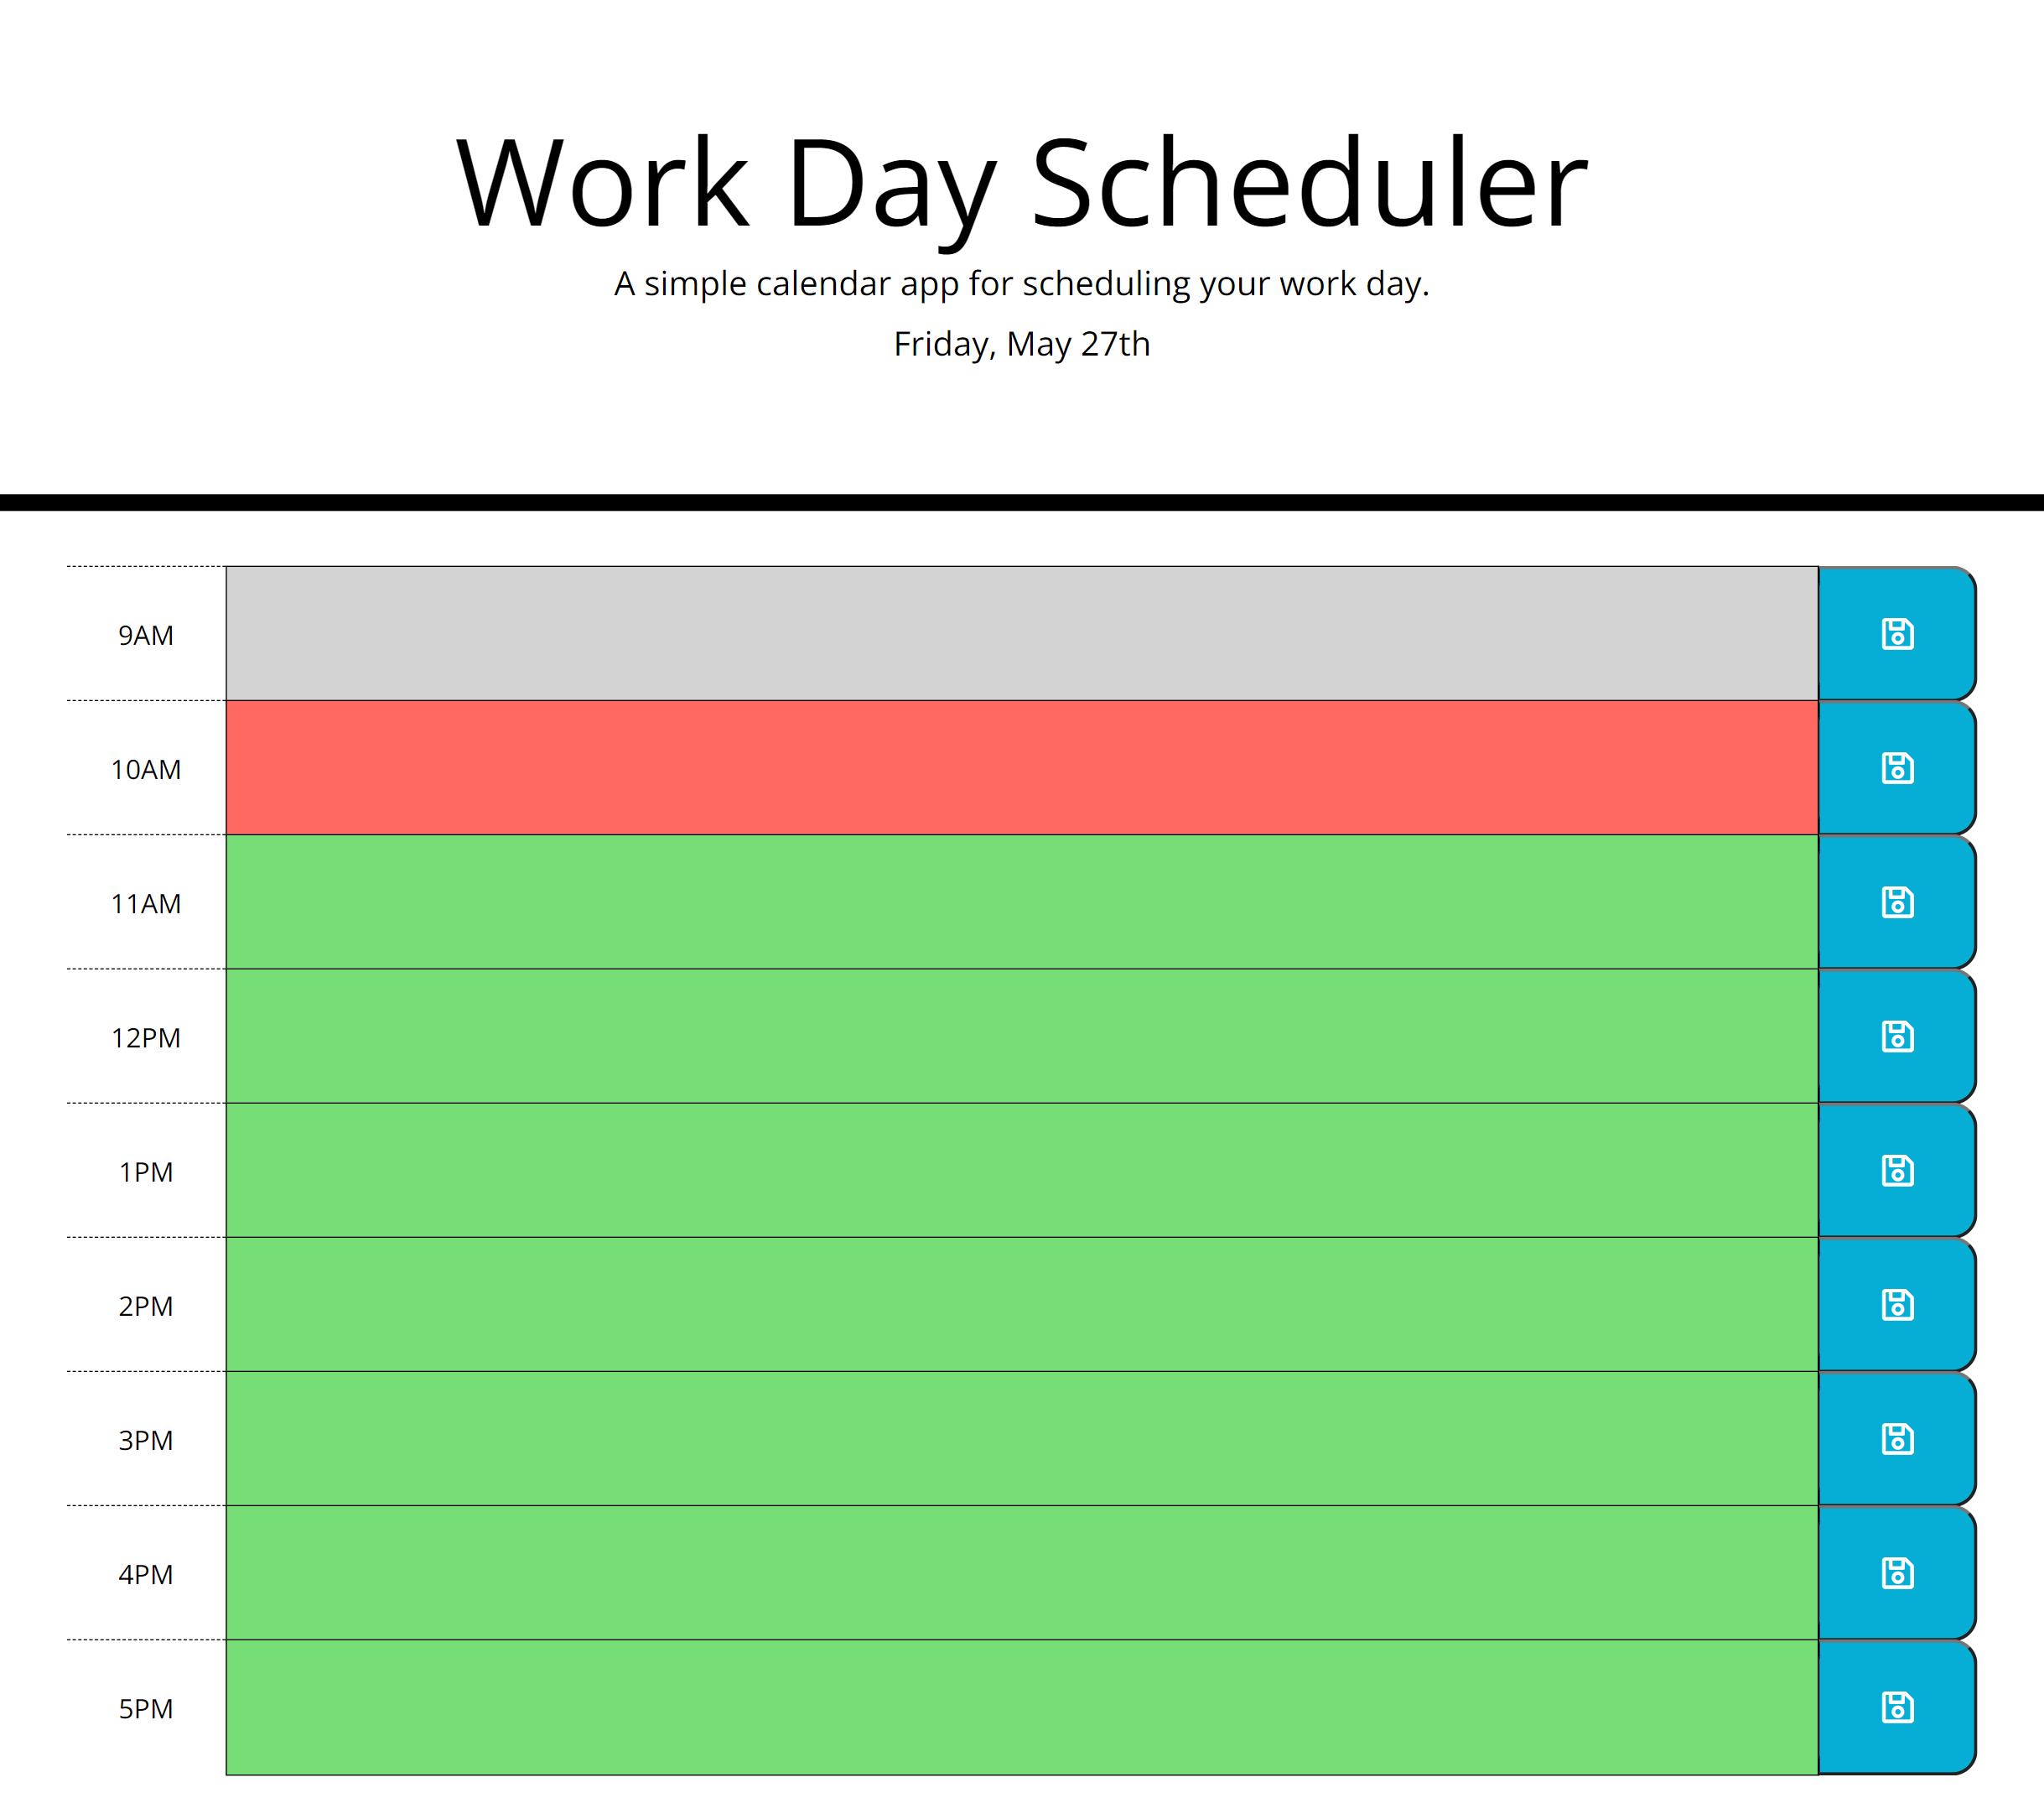 Work Day Scheduler
A simple calendar app for scheduling your work day.
Friday, May 27th
9AM
10AM
11AM
12PM
1PM
2PM
3PM
4PM
5PM